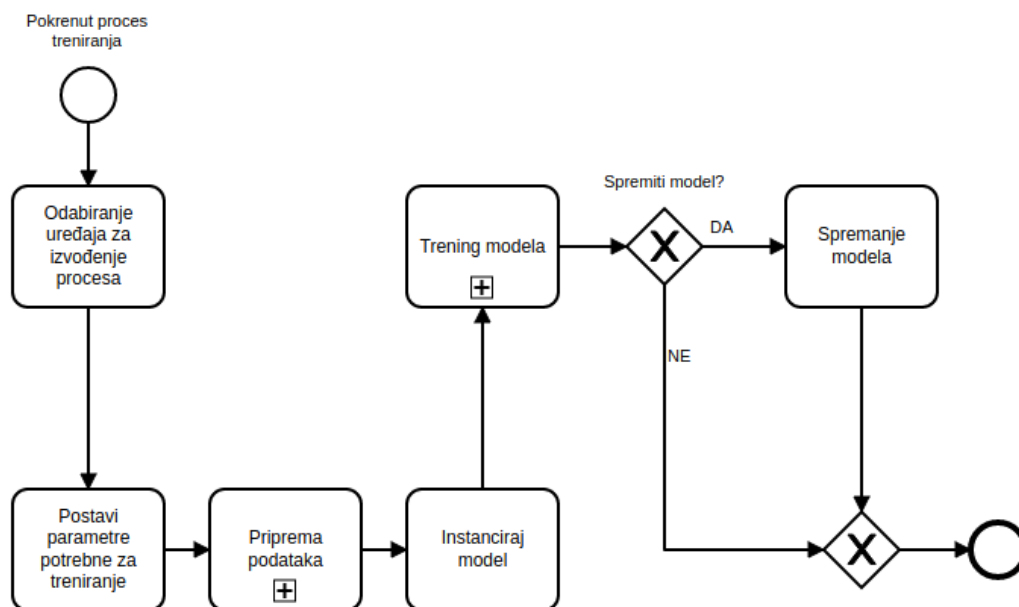 Pokrenut proces
treniranja
Odabiranje
uređaja za
izvođenje
procesa
Postavi
parametre
potrebne za
treniranje
Priprema
podataka
Instanciraj
model
Trening modela
Spremiti model?
DA
NE
Spremanje
modela